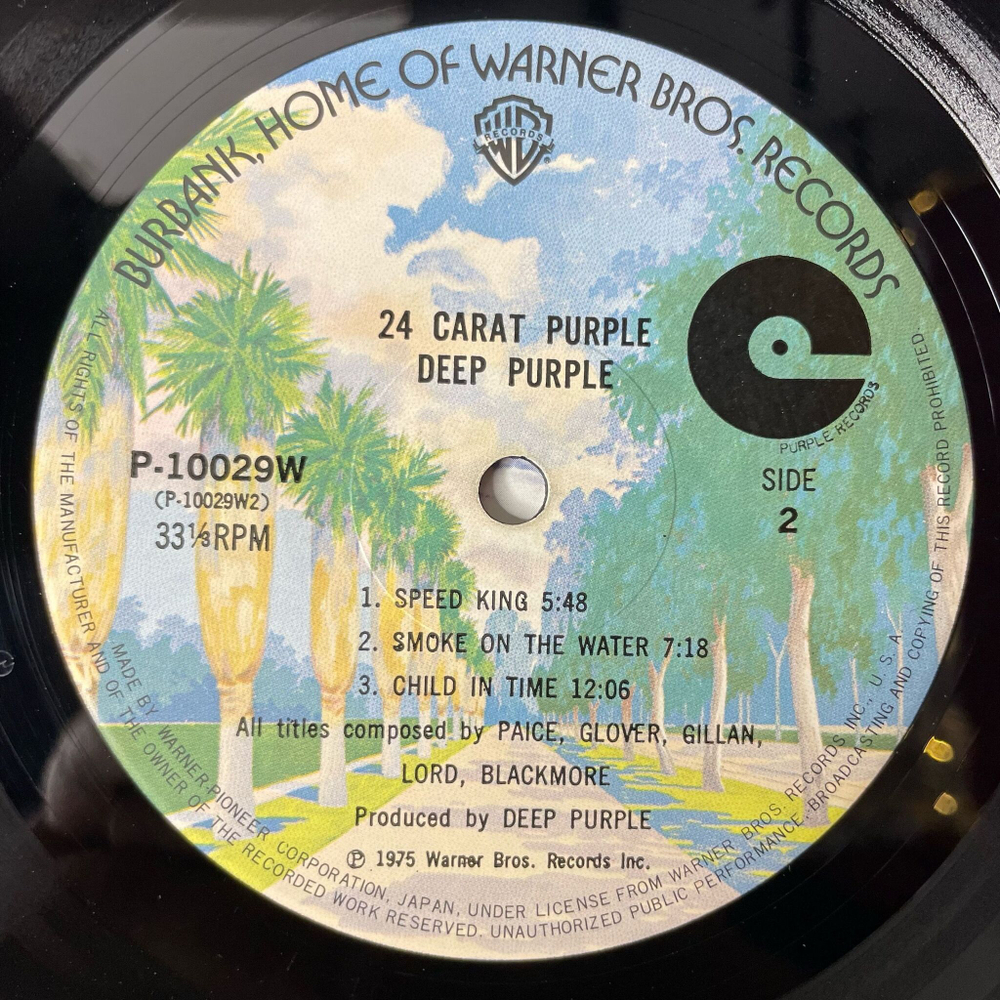 BURBANK, HOME OF WARNER BROS. RECORDS
WB
RECORDS
24 CARAT PURPLE
DEEP PURPLE
PURPLE RECORDS
P-10029W
(P-10029W2)
33⅓RPM
SIDE
2
1. SPEED KING 5:48
2. SMOKE ON THE WATER 7:18
3. CHILD IN TIME 12:06
All titles composed by PAICE, GLOVER, GILLAN,
LORD, BLACKMORE
Produced by DEEP PURPLE
Ⓟ 1975 Warner Bros. Records Inc.
MADE BY WARNER-PIONEER CORPORATION, JAPAN, UNDER LICENSE FROM WARNER BROS. RECORDS INC., U. S. A.
ALL RIGHTS OF THE MANUFACTURER AND OF THE OWNER OF THE RECORDED WORK RESERVED. UNAUTHORIZED PUBLIC PERFORMANCE, BROADCASTING AND COPYING OF THIS RECORD PROHIBITED.